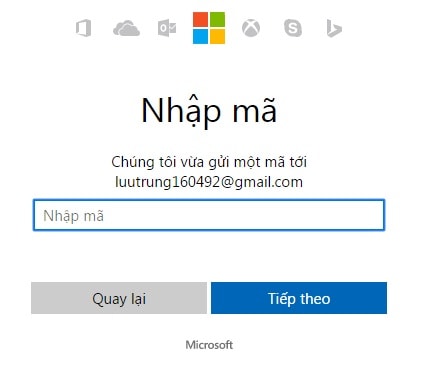 Nhập mã
Chúng tôi vừa gửi một mã tới
luutrung160492@gmail.com
Nhập mã
Quay lại
Tiếp theo
Microsoft